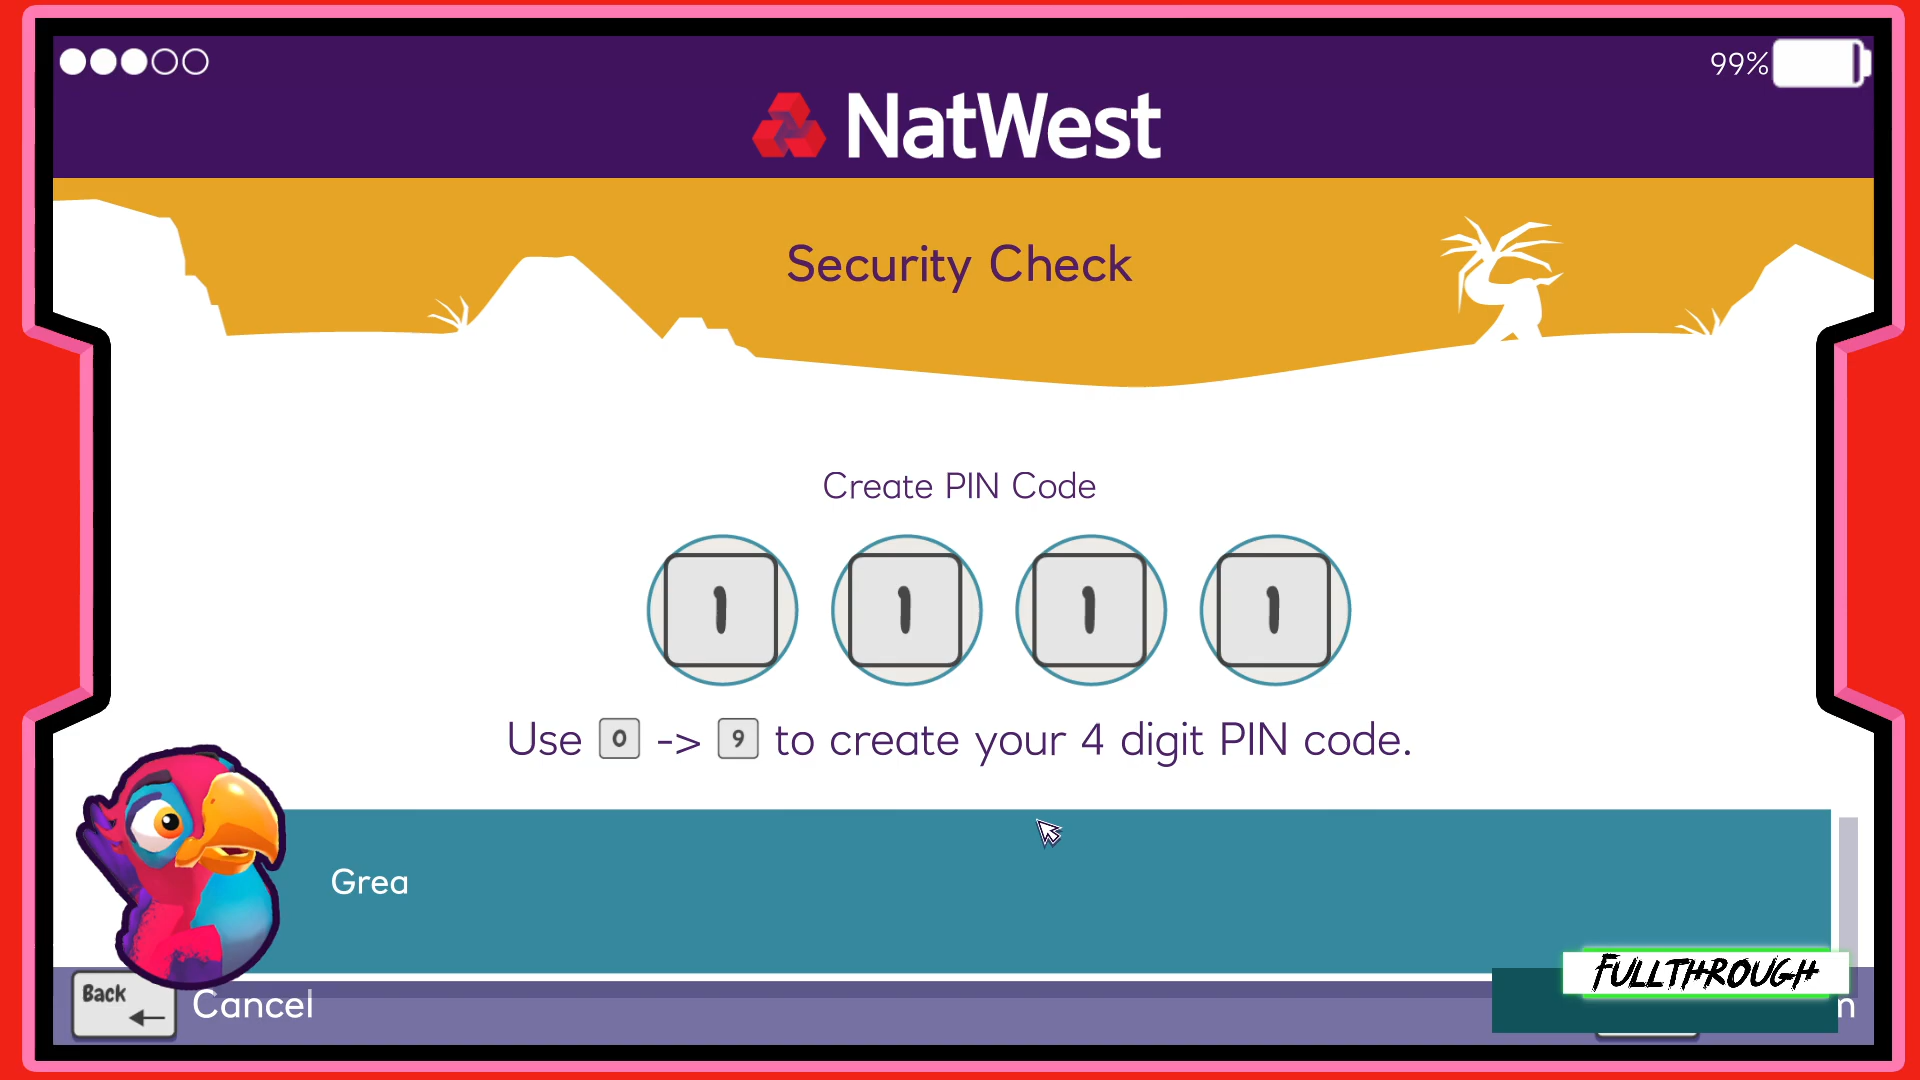 99%
NatWest
Security Check
Create PIN Code
1 1 1 1
Use 0 -> 9 to create your 4 digit PIN code.
Grea
Back
Cancel
FULLTHROUGH
n